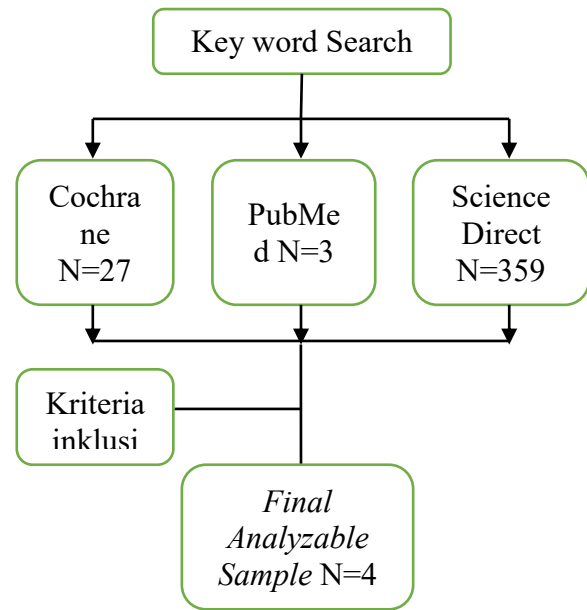 Key word Search
Cochra
ne
N=27
PubMe
d N=3
Science
Direct
N=359
Kriteria
inklusi
Final
Analyzable
Sample N=4